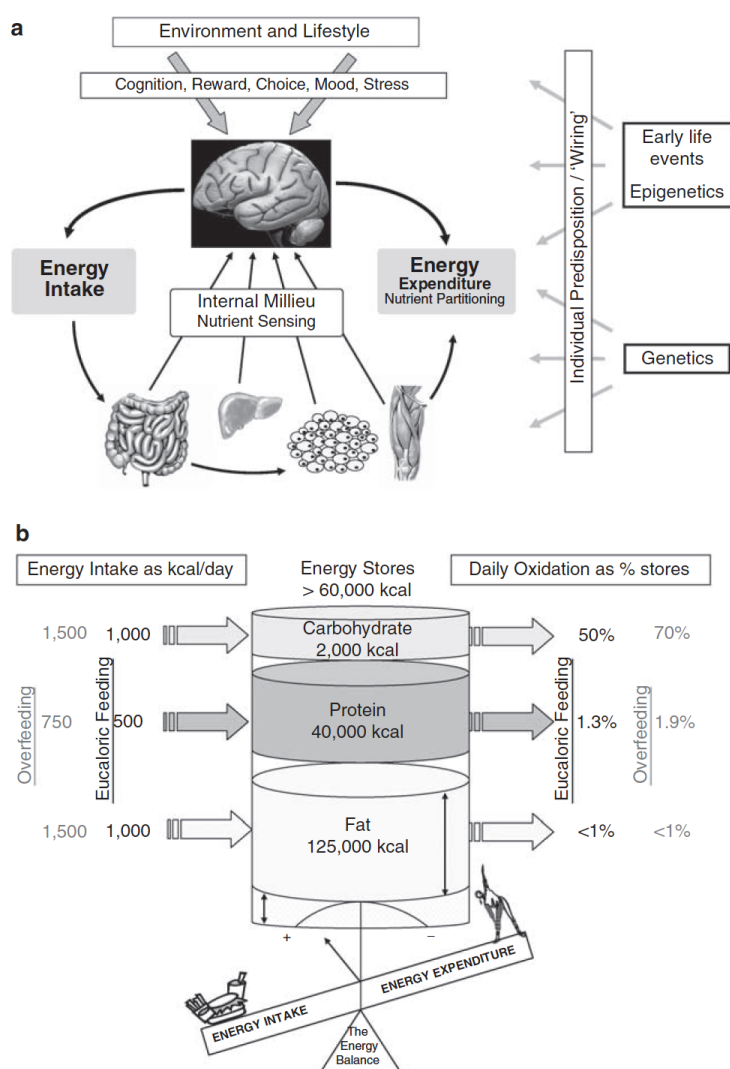 a
Environment and Lifestyle
Cognition, Reward, Choice, Mood, Stress
Energy
Intake
Internal Millieu
Nutrient Sensing
Energy
Expenditure
Nutrient Partitioning
Individual Predisposition / 'Wiring'
Early life
events
Epigenetics
Genetics
b
Energy Intake as kcal/day
Energy Stores
> 60,000 kcal
Daily Oxidation as % stores
1,500 1,000
Carbohydrate
2,000 kcal
50% 70%
Overfeeding
750
Eucaloric Feeding
500
Protein
40,000 kcal
Eucaloric Feeding
1.3%
Overfeeding
1.9%
1,500 1,000
Fat
125,000 kcal
<1% <1%
+ −
ENERGY INTAKE
ENERGY EXPENDITURE
The
Energy
Balance